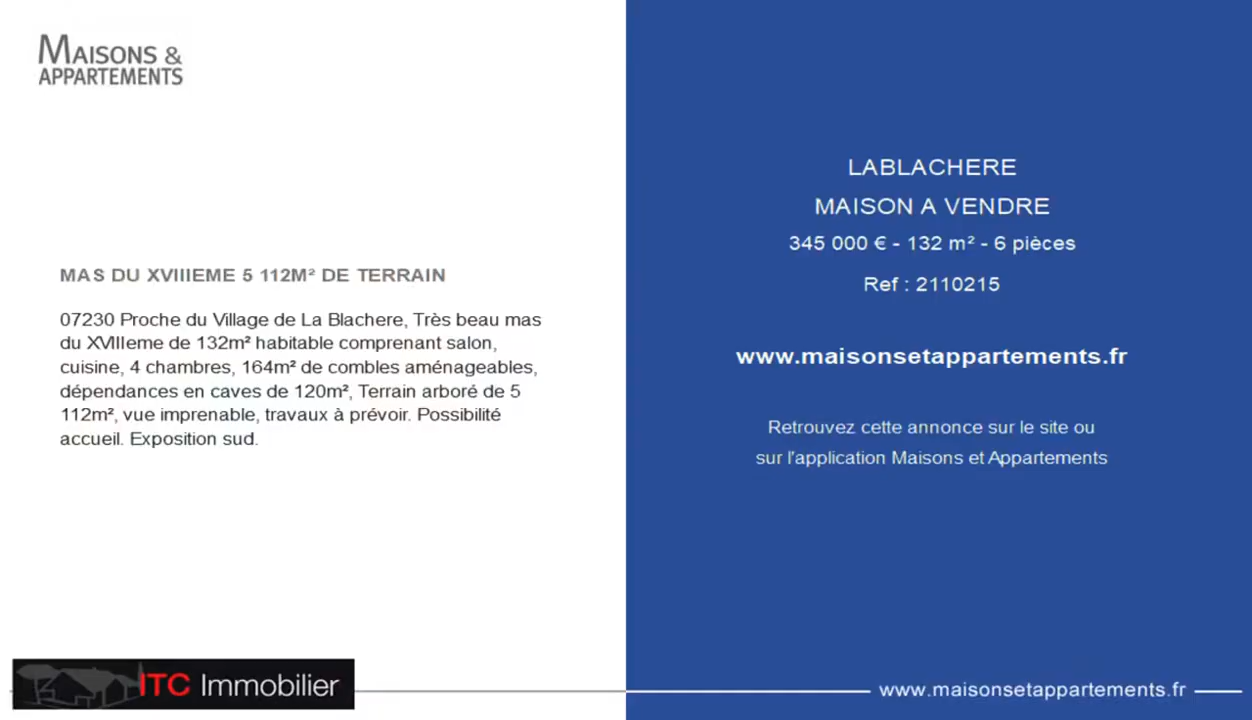 MAISONS &
APPARTEMENTS
MAS DU XVIIIEME 5 112M² DE TERRAIN
07230 Proche du Village de La Blachere, Très beau mas
du XVIIIeme de 132m² habitable comprenant salon,
cuisine, 4 chambres, 164m² de combles aménageables,
dépendances en caves de 120m², Terrain arboré de 5
112m², vue imprenable, travaux à prévoir. Possibilité
accueil. Exposition sud.
ITC Immobilier
LABLACHERE
MAISON A VENDRE
345 000 € - 132 m² - 6 pièces
Ref : 2110215
www.maisonsetappartements.fr
Retrouvez cette annonce sur le site ou
sur l'application Maisons et Appartements
www.maisonsetappartements.fr